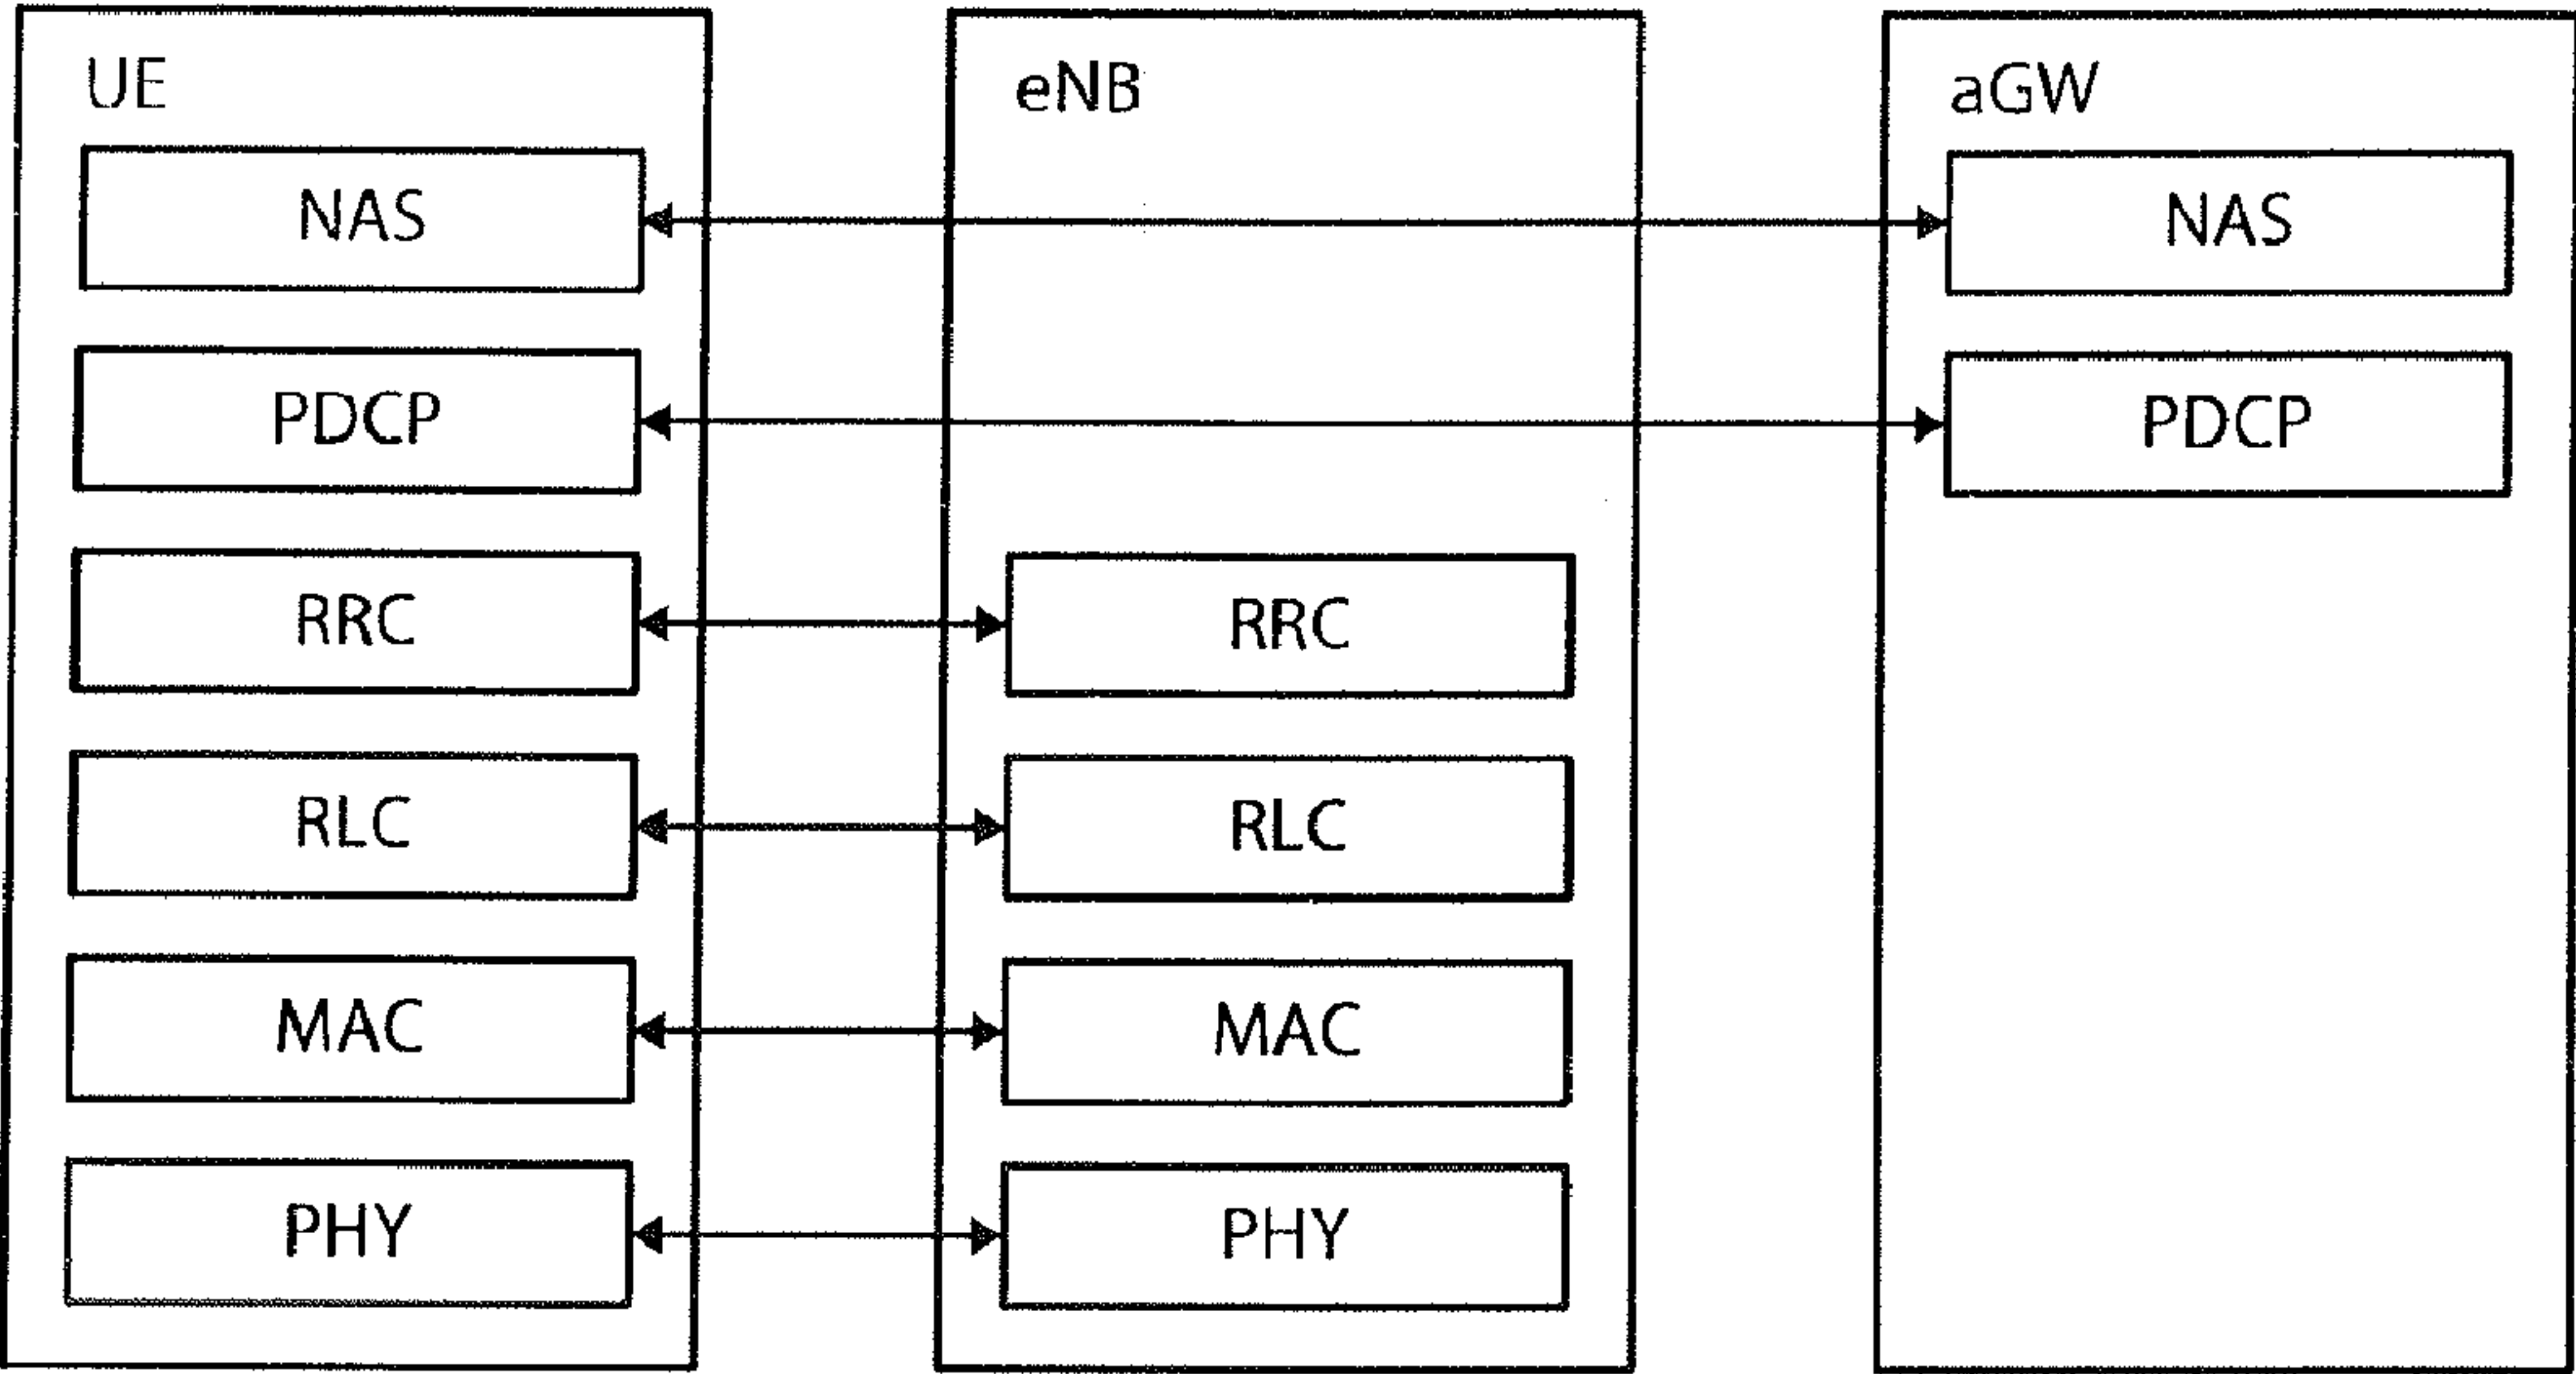 UE
eNB
aGW
NAS
NAS
PDCP
PDCP
RRC
RRC
RLC
RLC
MAC
MAC
PHY
PHY